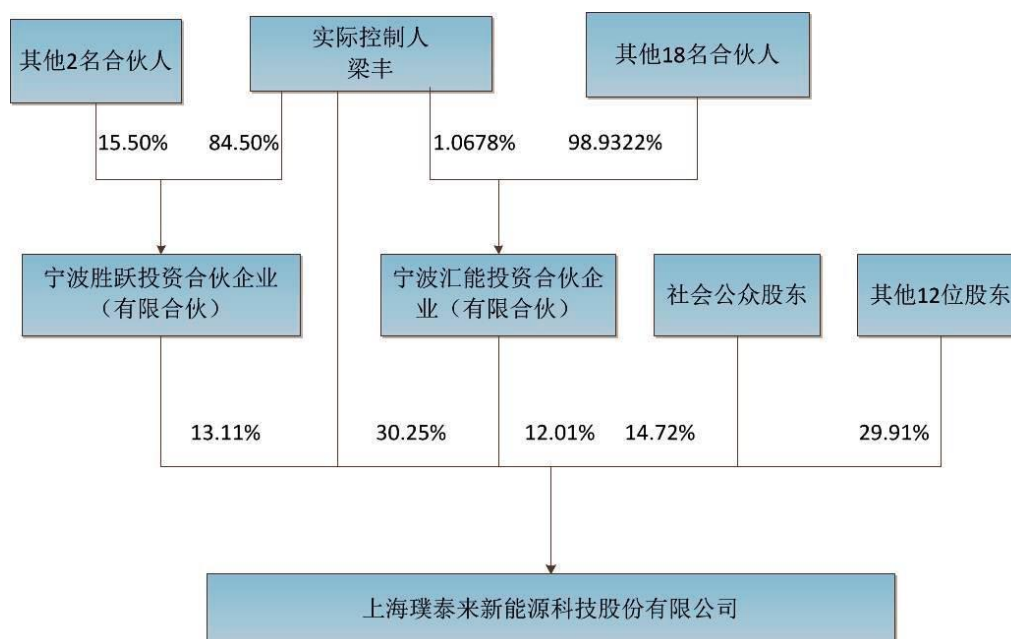 其他2名合伙人
实际控制人
梁丰
其他18名合伙人
15.50%
84.50%
1.0678%
98.9322%
宁波胜跃投资合伙企业
（有限合伙）
宁波汇能投资合伙企
业（有限合伙）
社会公众股东
其他12位股东
13.11%
30.25%
12.01%
14.72%
29.91%
上海璞泰来新能源科技股份有限公司